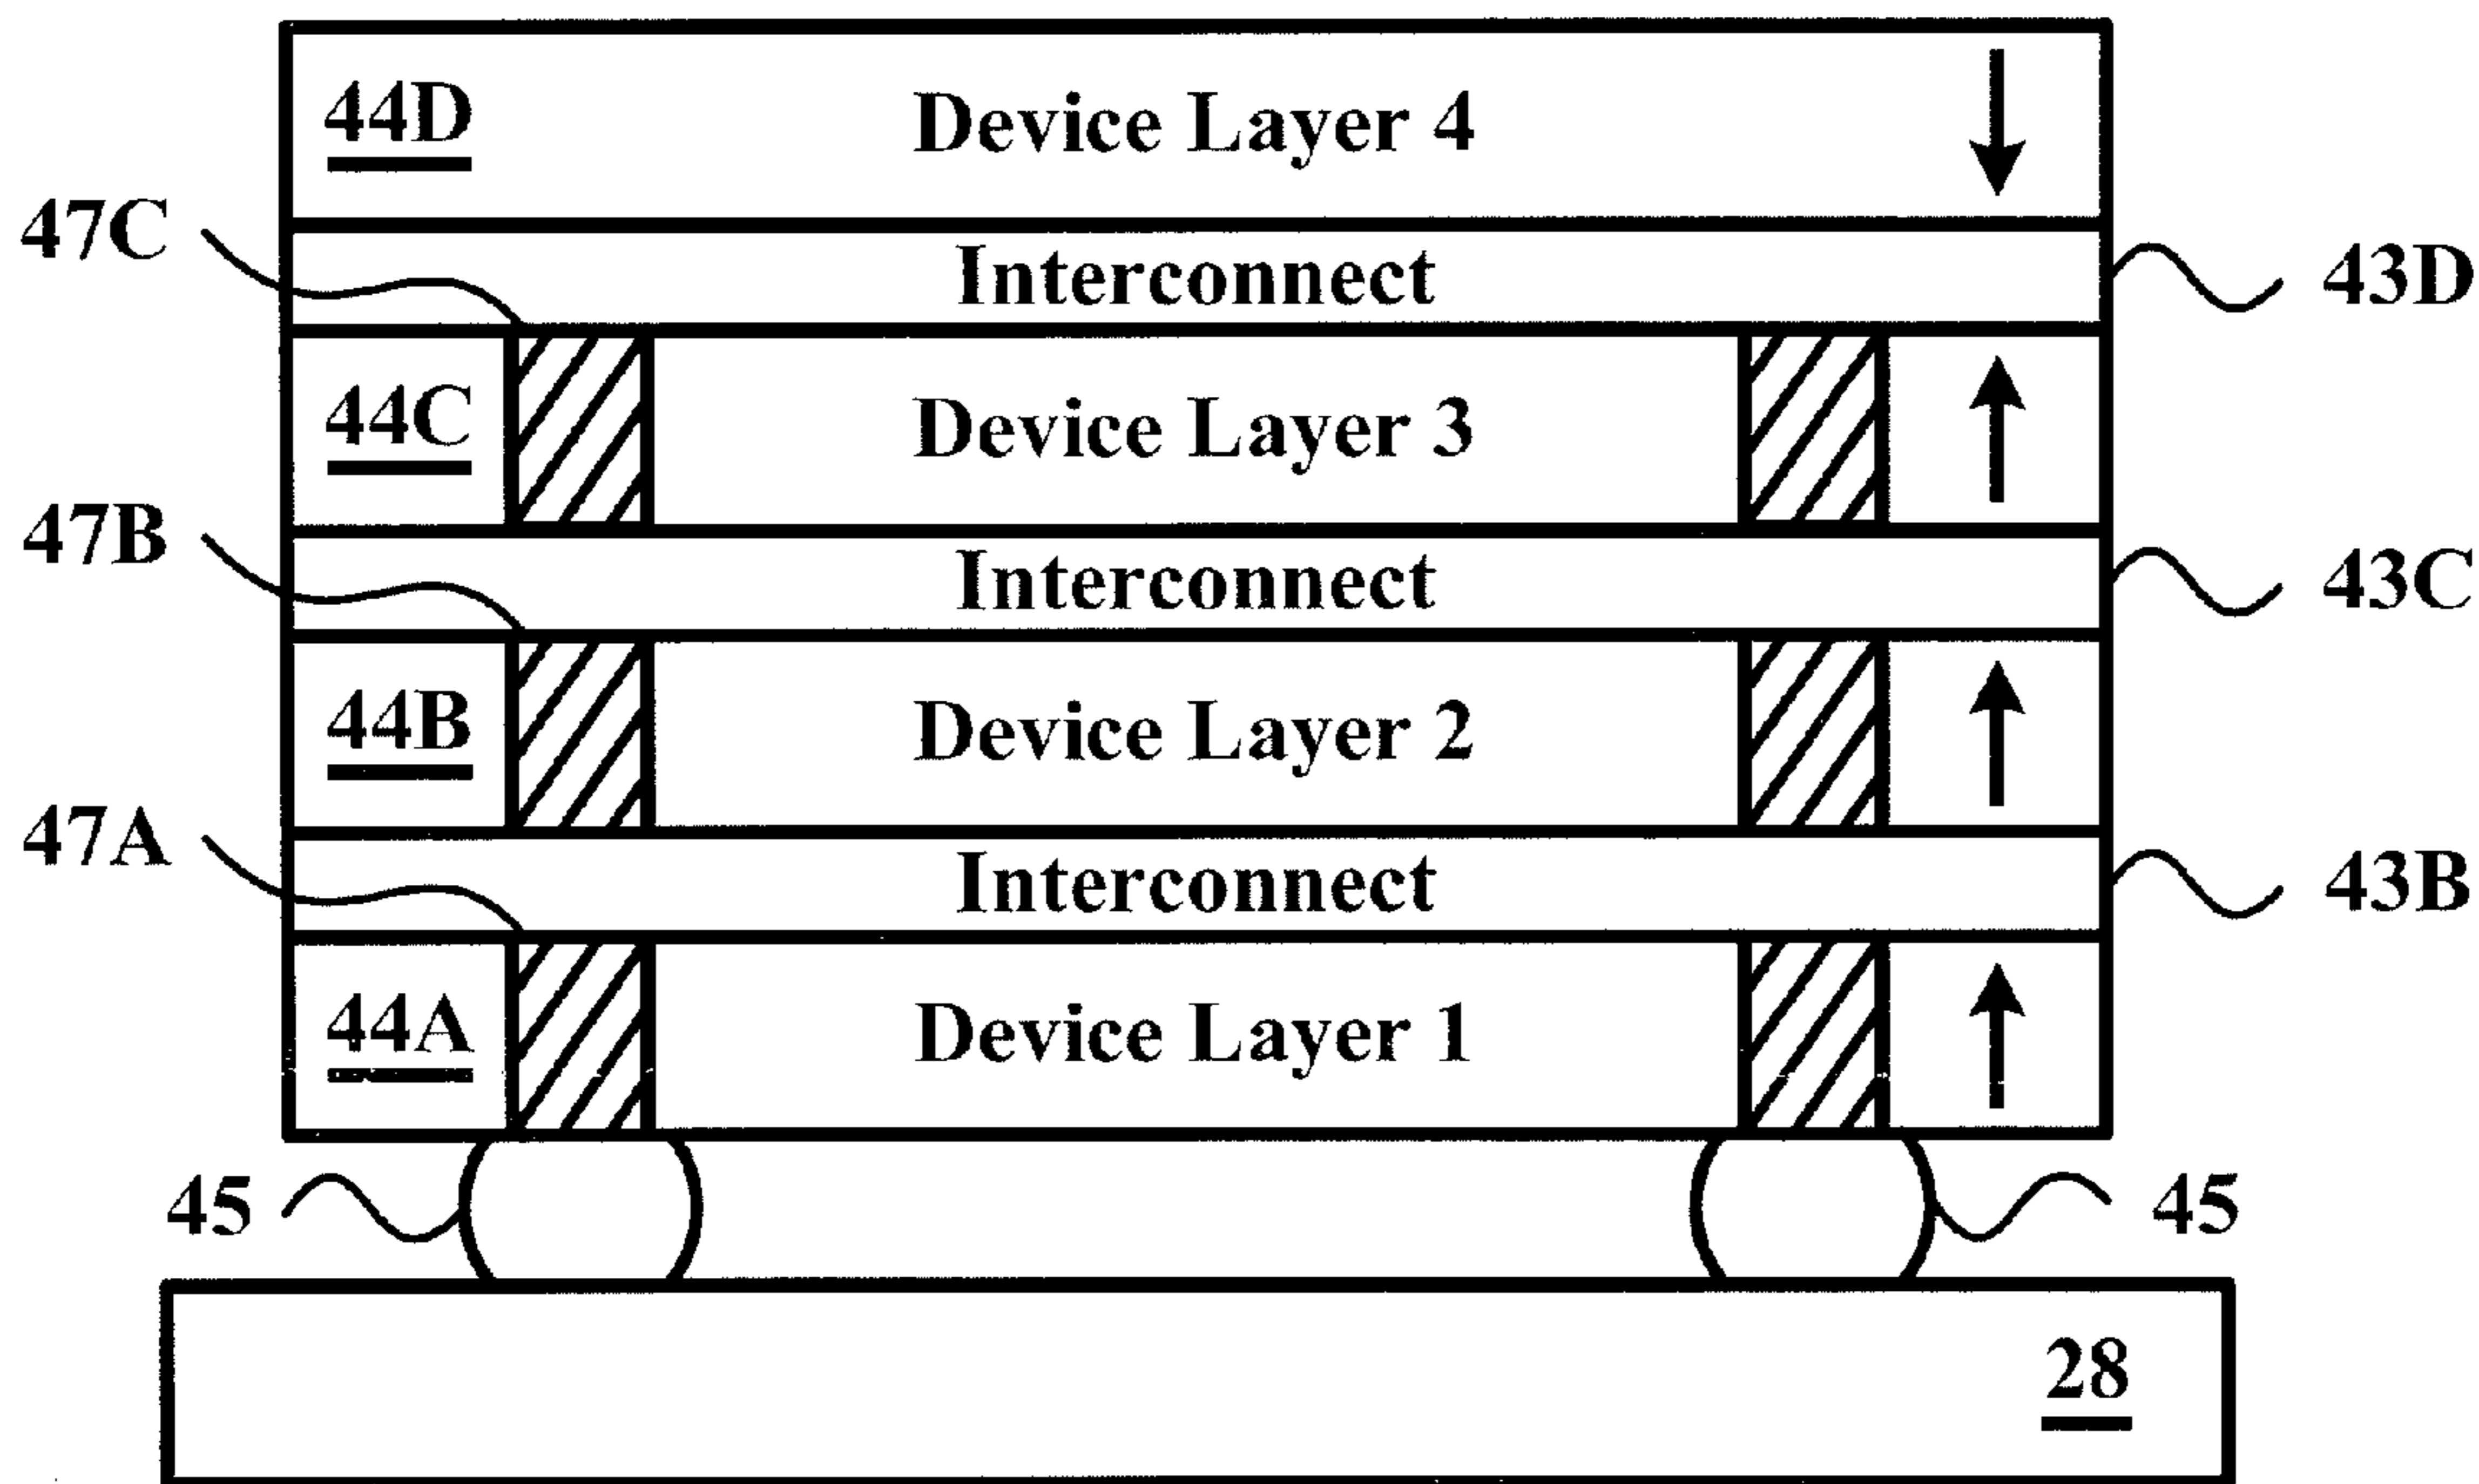 44D Device Layer 4
47C
Interconnect 43D
44C Device Layer 3
47B
Interconnect 43C
44B Device Layer 2
47A
Interconnect 43B
44A Device Layer 1
45 45
28